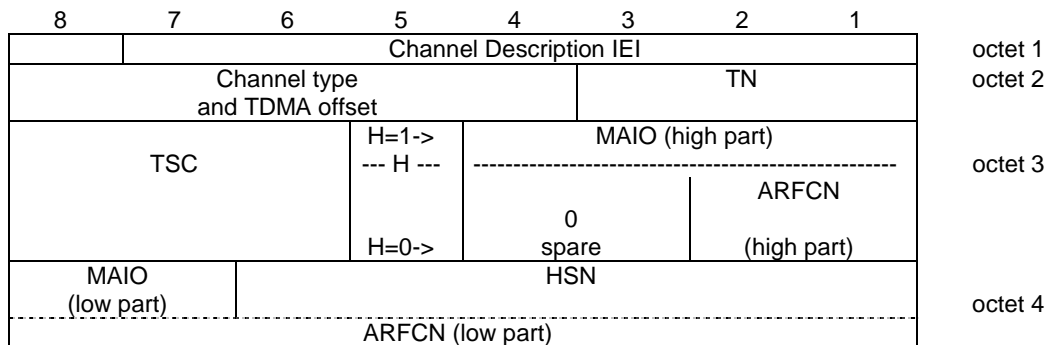 8 7 6 5 4 3 2 1
Channel Description IEI octet 1
Channel type TN octet 2
and TDMA offset
H=1-> MAIO (high part)
TSC --- H --- ---------------------------------------------------- octet 3
ARFCN
0
H=0-> spare (high part)
MAIO HSN
(low part) octet 4
ARFCN (low part)